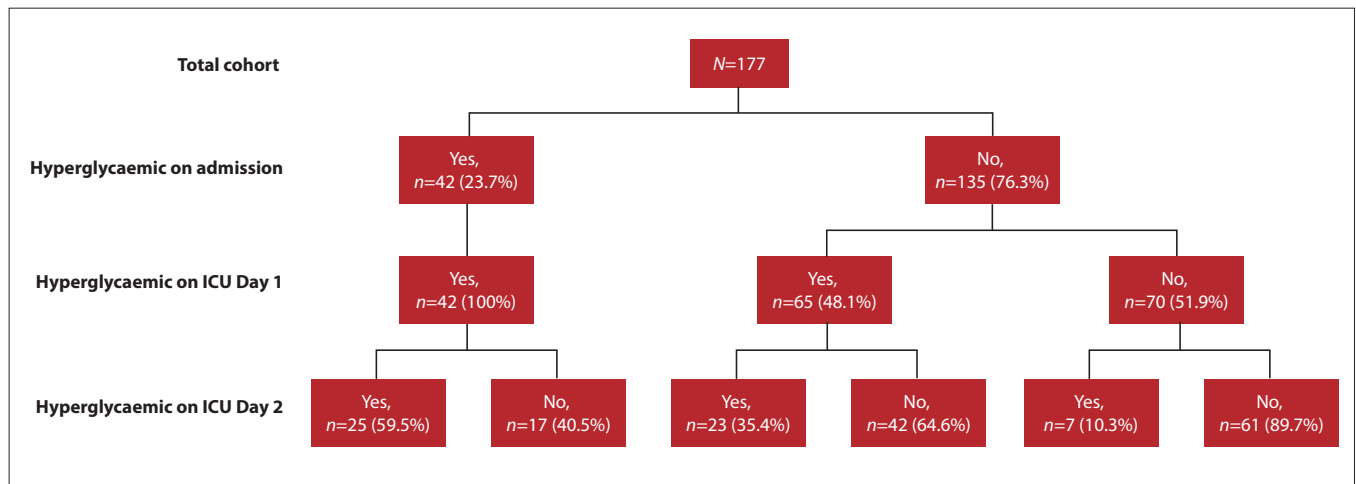 Total cohort
N=177
Hyperglycaemic on admission
Yes,
n=42 (23.7%)
No,
n=135 (76.3%)
Hyperglycaemic on ICU Day 1
Yes,
n=42 (100%)
Yes,
n=65 (48.1%)
No,
n=70 (51.9%)
Hyperglycaemic on ICU Day 2
Yes,
n=25 (59.5%)
No,
n=17 (40.5%)
Yes,
n=23 (35.4%)
No,
n=42 (64.6%)
Yes,
n=7 (10.3%)
No,
n=61 (89.7%)